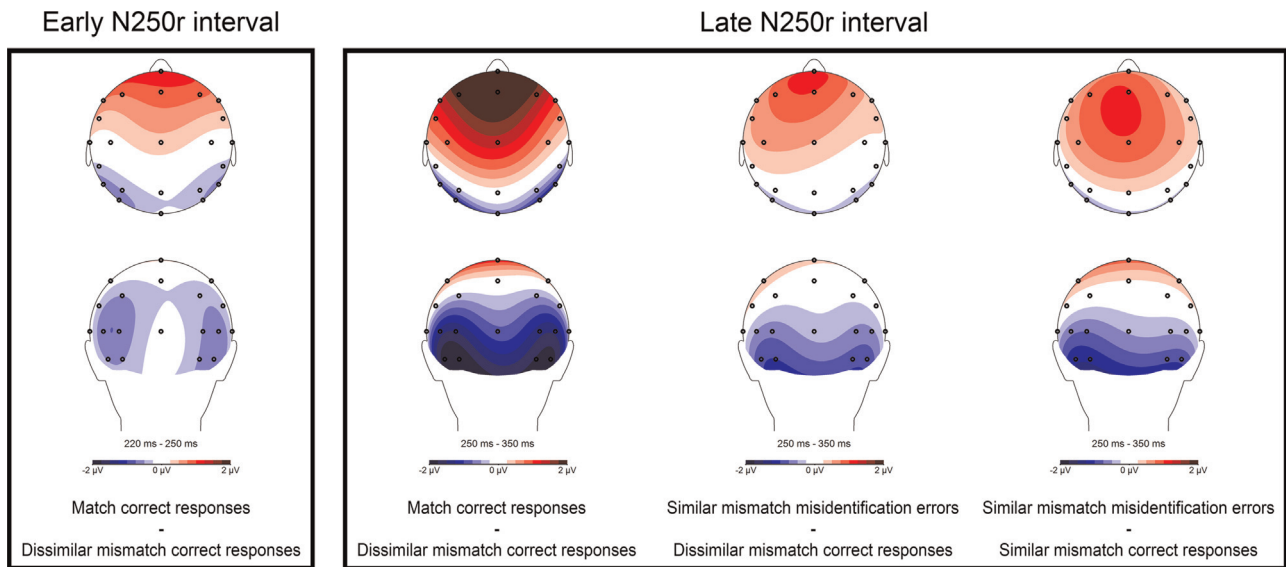 Early N250r interval
Late N250r interval
220 ms - 250 ms
-2 µV 0 µV 2 µV
Match correct responses
-
Dissimilar mismatch correct responses
250 ms - 350 ms
-2 µV 0 µV 2 µV
Match correct responses
-
Dissimilar mismatch correct responses
250 ms - 350 ms
-2 µV 0 µV 2 µV
Similar mismatch misidentification errors
-
Dissimilar mismatch correct responses
250 ms - 350 ms
-2 µV 0 µV 2 µV
Similar mismatch misidentification errors
-
Similar mismatch correct responses